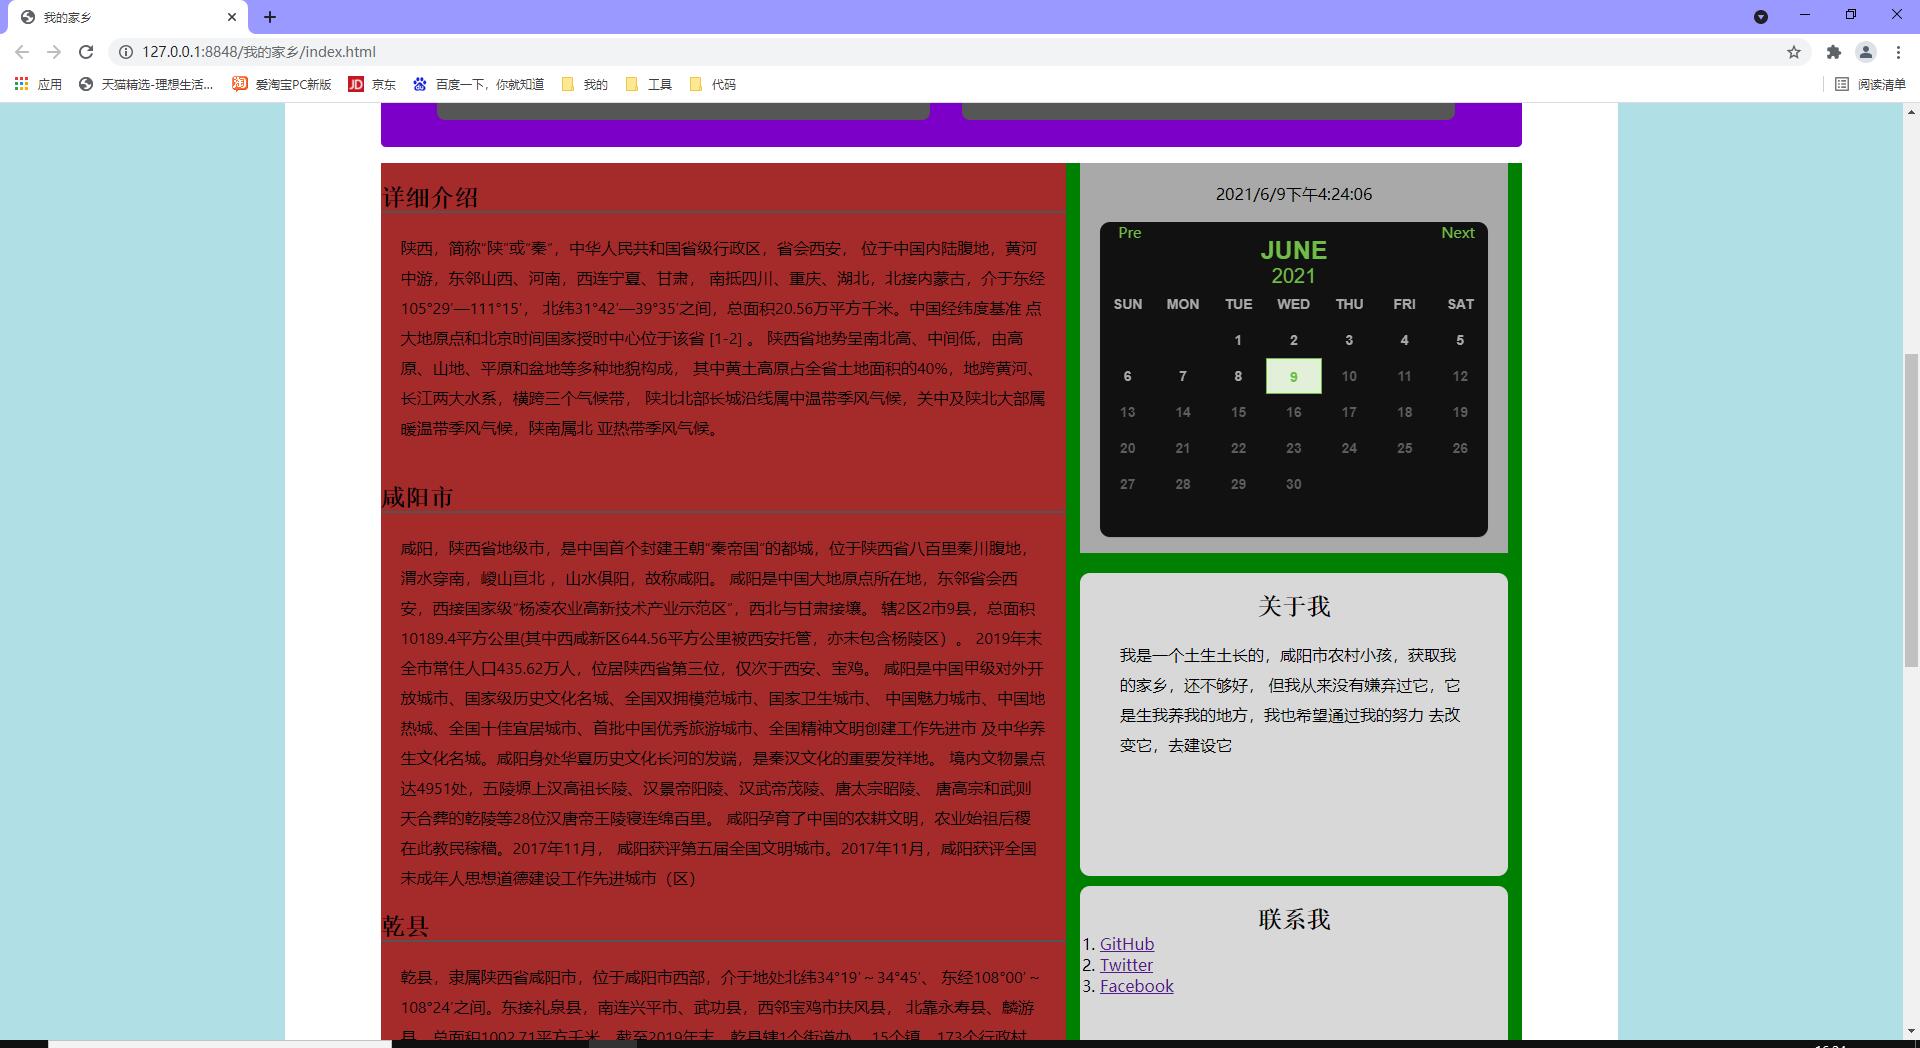 我的家乡
127.0.0.1:8848/我的家乡/index.html
应用 天猫精选-理想生活... 爱淘宝PC新版 JD 京东 百度一下，你就知道 我的 工具 代码 阅读清单
详细介绍
陕西，简称“陕”或“秦”，中华人民共和国省级行政区，省会西安， 位于中国内陆腹地，黄河
中游，东邻山西、河南，西连宁夏、甘肃， 南抵四川、重庆、湖北，北接内蒙古，介于东经
105°29′—111°15′， 北纬31°42′—39°35′之间，总面积20.56万平方千米。中国经纬度基准 点
大地原点和北京时间国家授时中心位于该省 [1-2] 。 陕西省地势呈南北高、中间低，由高
原、山地、平原和盆地等多种地貌构成， 其中黄土高原占全省土地面积的40%，地跨黄河、
长江两大水系，横跨三个气候带， 陕北北部长城沿线属中温带季风气候，关中及陕北大部属
暖温带季风气候，陕南属北 亚热带季风气候。
咸阳市
咸阳，陕西省地级市，是中国首个封建王朝“秦帝国”的都城，位于陕西省八百里秦川腹地，
渭水穿南，嵕山亘北 ，山水俱阳，故称咸阳。 咸阳是中国大地原点所在地，东邻省会西
安，西接国家级“杨凌农业高新技术产业示范区”，西北与甘肃接壤。 辖2区2市9县，总面积
10189.4平方公里(其中西咸新区644.56平方公里被西安托管，亦未包含杨陵区）。 2019年末
全市常住人口435.62万人，位居陕西省第三位，仅次于西安、宝鸡。 咸阳是中国甲级对外开
放城市、国家级历史文化名城、全国双拥模范城市、国家卫生城市、 中国魅力城市、中国地
热城、全国十佳宜居城市、首批中国优秀旅游城市、全国精神文明创建工作先进市 及中华养
生文化名城。咸阳身处华夏历史文化长河的发端，是秦汉文化的重要发祥地。 境内文物景点
达4951处，五陵塬上汉高祖长陵、汉景帝阳陵、汉武帝茂陵、唐太宗昭陵、 唐高宗和武则
天合葬的乾陵等28位汉唐帝王陵寝连绵百里。 咸阳孕育了中国的农耕文明，农业始祖后稷
在此教民稼穑。2017年11月， 咸阳获评第五届全国文明城市。2017年11月，咸阳获评全国
未成年人思想道德建设工作先进城市（区）
乾县
乾县，隶属陕西省咸阳市，位于咸阳市西部，介于地处北纬34°19′～34°45′、 东经108°00′～
108°24′之间。东接礼泉县，南连兴平市、武功县，西邻宝鸡市扶风县， 北靠永寿县、麟游
县，总面积1002.71平方千米。截至2019年末，乾县辖1个街道办、 15个镇、173个行政村
2021/6/9下午4:24:06
Pre Next
JUNE
2021
SUN MON TUE WED THU FRI SAT
1 2 3 4 5
6 7 8 9 10 11 12
13 14 15 16 17 18 19
20 21 22 23 24 25 26
27 28 29 30
关于我
我是一个土生土长的，咸阳市农村小孩，获取我
的家乡，还不够好， 但我从来没有嫌弃过它，它
是生我养我的地方，我也希望通过我的努力 去改
变它，去建设它
联系我
1. GitHub
2. Twitter
3. Facebook